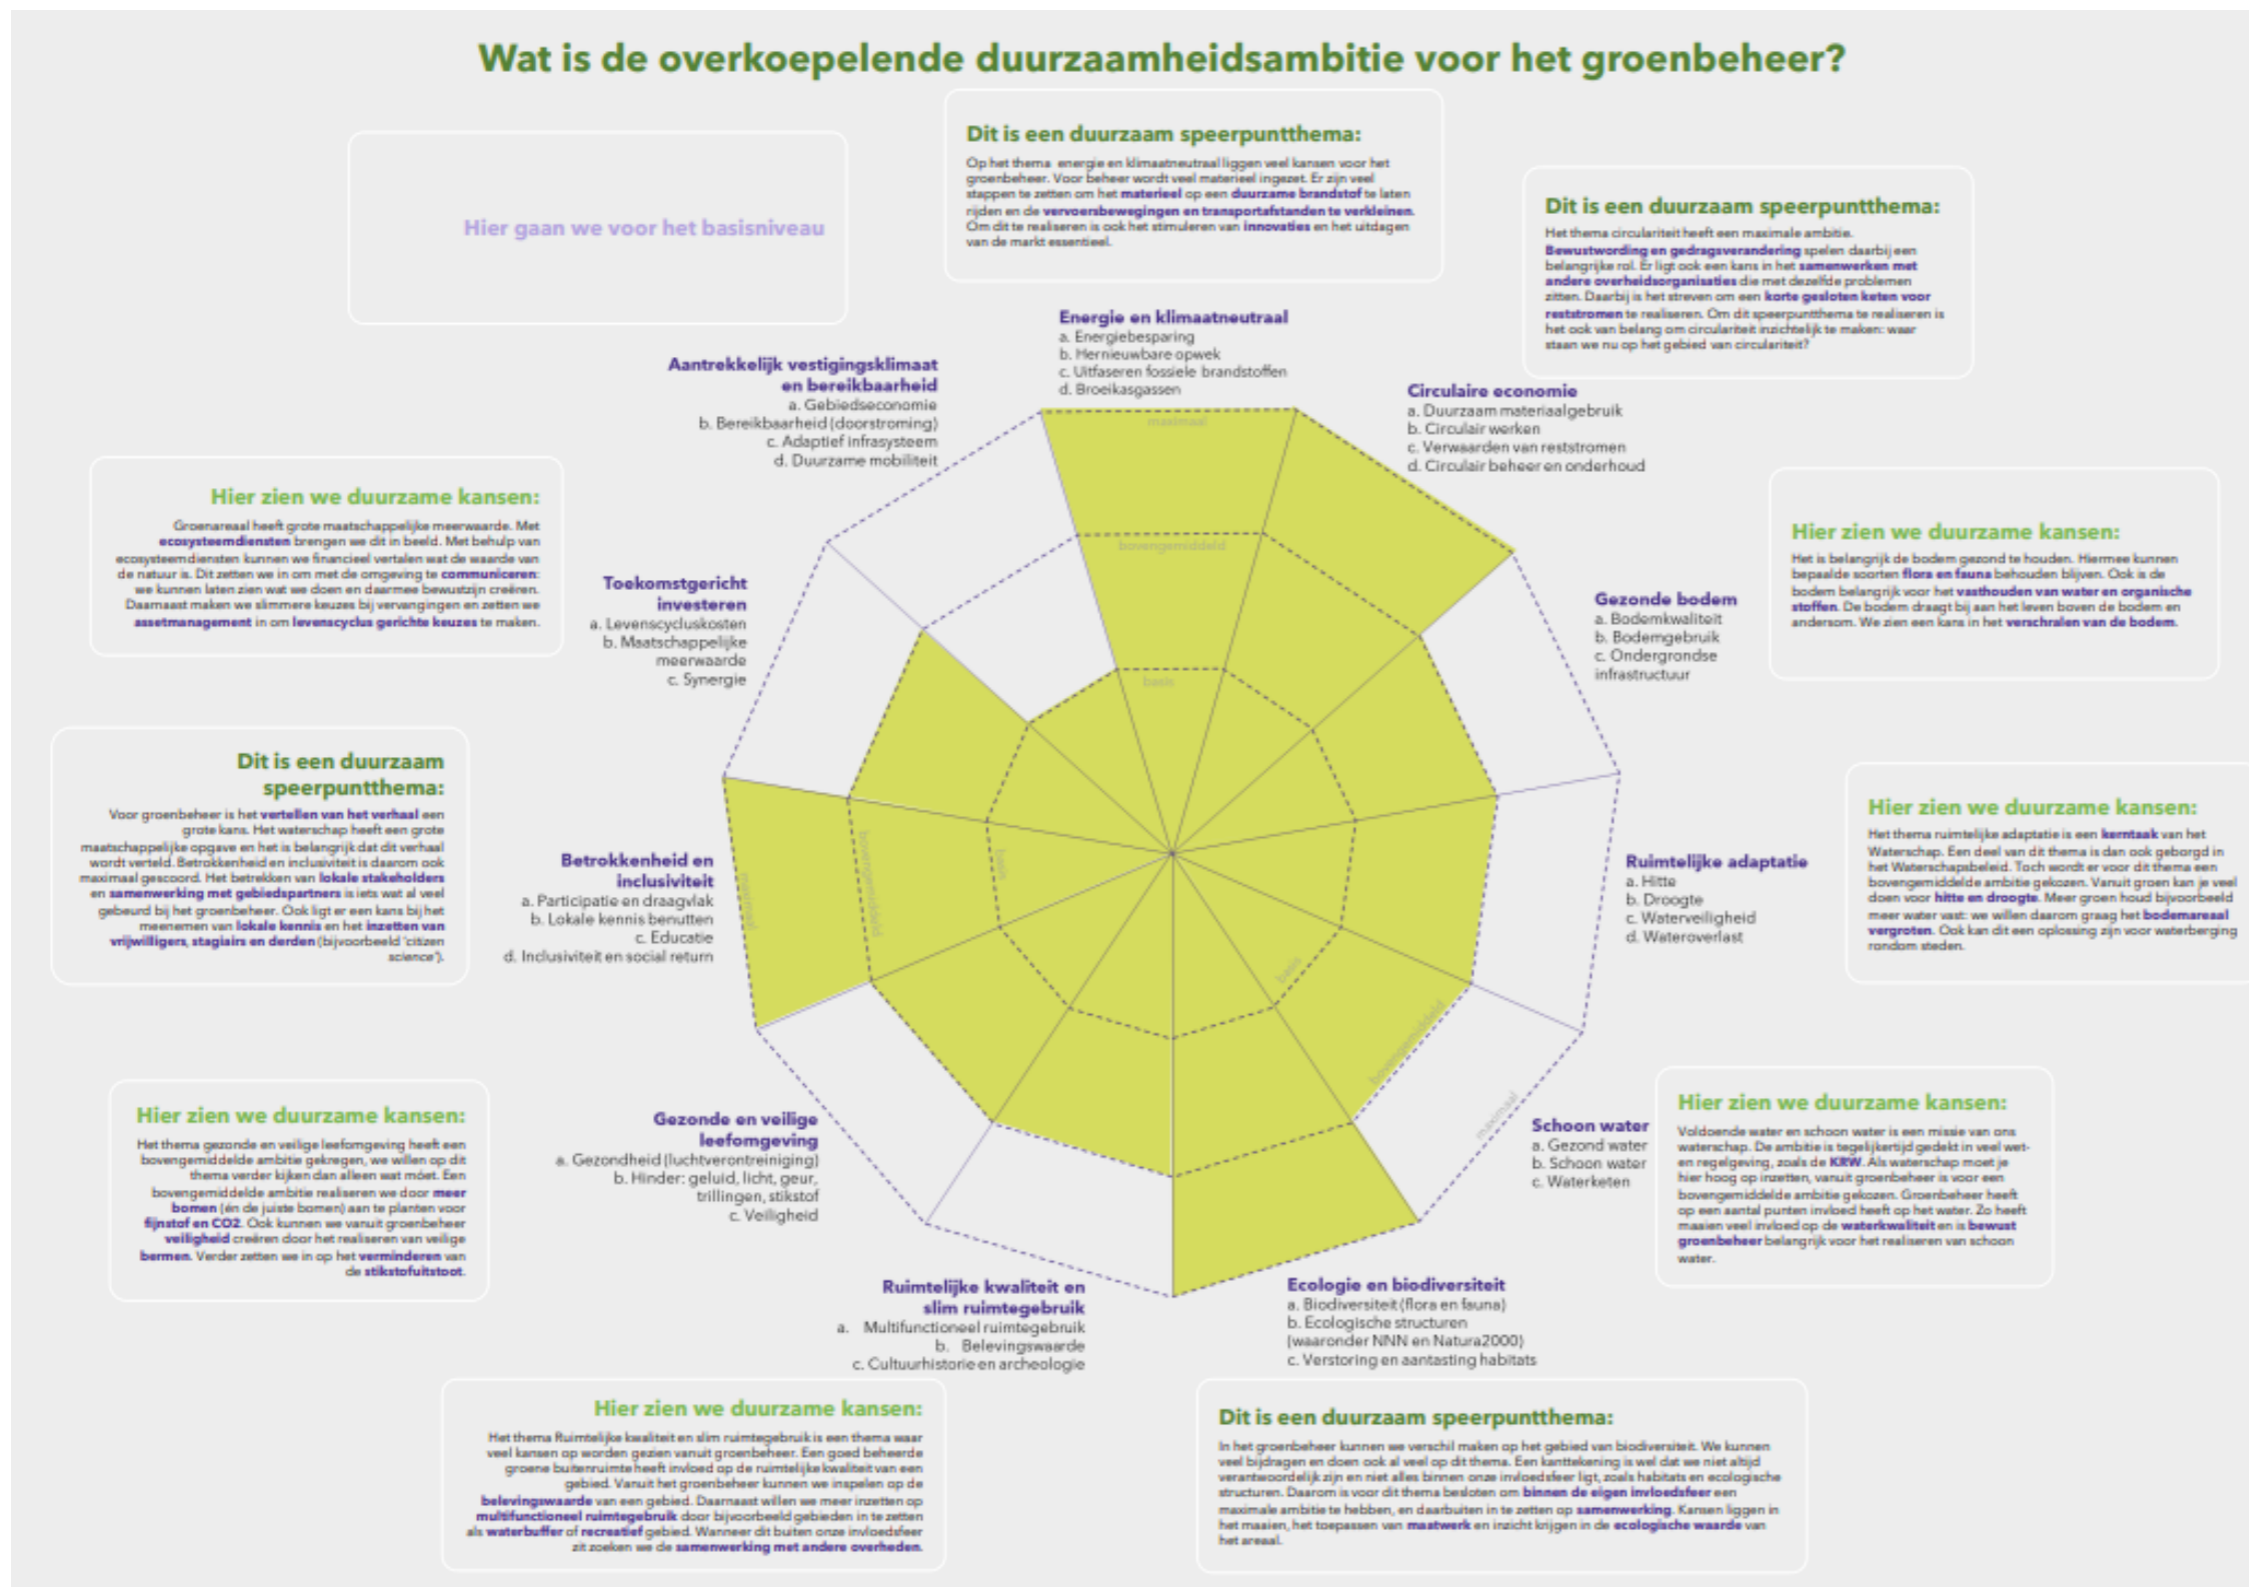 Wat is de overkoepelende duurzaamheidsambitie voor het groenbeheer?
Hier gaan we voor het basisniveau
Dit is een duurzaam speerpuntthema:
Op het thema energie en klimaatneutraal liggen veel kansen voor het
groenbeheer. Voor beheer wordt veel materieel ingezet. Er zijn veel
stappen te zetten om het materieel op een duurzame brandstof te laten
rijden en de vervoersbewegingen en transportafstanden te verkleinen.
Om dit te realiseren is ook het stimuleren van innovaties en het uitdagen
van de markt essentieel.
Dit is een duurzaam speerpuntthema:
Het thema circulariteit heeft een maximale ambitie.
Bewustwording en gedragsverandering spelen daarbij een
belangrijke rol. Er ligt ook een kans in het samenwerken met
andere overheidsorganisaties die met dezelfde problemen
zitten. Daarbij is het streven om een korte gesloten keten voor
reststromen te realiseren. Om dit speerpuntthema te realiseren is
het ook van belang om circulariteit inzichtelijk te maken: waar
staan we nu op het gebied van circulariteit?
Energie en klimaatneutraal
a. Energiebesparing
b. Hernieuwbare opwek
c. Uitfaseren fossiele brandstoffen
d. Broeikasgassen
Aantrekkelijk vestigingsklimaat
en bereikbaarheid
a. Gebiedseconomie
b. Bereikbaarheid (doorstroming)
c. Adaptief infrasysteem
d. Duurzame mobiliteit
Circulaire economie
a. Duurzaam materiaalgebruik
b. Circulair werken
c. Verwaarden van reststromen
d. Circulair beheer en onderhoud
maximaal
bovengemiddeld
basis
Hier zien we duurzame kansen:
Groenareaal heeft grote maatschappelijke meerwaarde. Met
ecosysteemdiensten brengen we dit in beeld. Met behulp van
ecosysteemdiensten kunnen we financieel vertalen wat de waarde van
de natuur is. Dit zetten we in om met de omgeving te communiceren:
we kunnen laten zien wat we doen en daarmee bewustzijn creëren.
Daarnaast maken we slimmere keuzes bij vervangingen en zetten we
assetmanagement in om levenscyclus gerichte keuzes te maken.
Hier zien we duurzame kansen:
Het is belangrijk de bodem gezond te houden. Hiermee kunnen
bepaalde soorten flora en fauna behouden blijven. Ook is de
bodem belangrijk voor het vasthouden van water en organische
stoffen. De bodem draagt bij aan het leven boven de bodem en
andersom. We zien een kans in het verschralen van de bodem.
Toekomstgericht
investeren
a. Levenscycluskosten
b. Maatschappelijke
meerwaarde
c. Synergie
Gezonde bodem
a. Bodemkwaliteit
b. Bodemgebruik
c. Ondergrondse
infrastructuur
Dit is een duurzaam
speerpuntthema:
Voor groenbeheer is het vertellen van het verhaal een
grote kans. Het waterschap heeft een grote
maatschappelijke opgave en het is belangrijk dat dit verhaal
wordt verteld. Betrokkenheid en inclusiviteit is daarom ook
maximaal gescoord. Het betrekken van lokale stakeholders
en samenwerking met gebiedspartners is iets wat al veel
gebeurd bij het groenbeheer. Ook ligt er een kans bij het
meenemen van lokale kennis en het inzetten van
vrijwilligers, stagiairs en derden (bijvoorbeeld 'citizen
science').
Betrokkenheid en
inclusiviteit
a. Participatie en draagvlak
b. Lokale kennis benutten
c. Educatie
d. Inclusiviteit en social return
maximaal
bovengemiddeld
basis
Ruimtelijke adaptatie
a. Hitte
b. Droogte
c. Waterveiligheid
d. Wateroverlast
Hier zien we duurzame kansen:
Het thema ruimtelijke adaptatie is een kerntaak van het
Waterschap. Een deel van dit thema is dan ook geborgd in
het Waterschapsbeleid. Toch wordt er voor dit thema een
bovengemiddelde ambitie gekozen. Vanuit groen kan je veel
doen voor hitte en droogte. Meer groen houd bijvoorbeeld
meer water vast: we willen daarom graag het bodemareaal
vergroten. Ook kan dit een oplossing zijn voor waterberging
rondom steden.
basis
bovengemiddeld
maximaal
Hier zien we duurzame kansen:
Het thema gezonde en veilige leefomgeving heeft een
bovengemiddelde ambitie gekregen, we willen op dit
thema verder kijken dan alleen wat móet. Een
bovengemiddelde ambitie realiseren we door meer
bomen (én de juiste bomen) aan te planten voor
fijnstof en CO2. Ook kunnen we vanuit groenbeheer
veiligheid creëren door het realiseren van veilige
bermen. Verder zetten we in op het verminderen van
de stikstofuitstoot.
Gezonde en veilige
leefomgeving
a. Gezondheid (luchtverontreiniging)
b. Hinder: geluid, licht, geur,
trillingen, stikstof
c. Veiligheid
Schoon water
a. Gezond water
b. Schoon water
c. Waterketen
Hier zien we duurzame kansen:
Voldoende water en schoon water is een missie van ons
waterschap. De ambitie is tegelijkertijd gedekt in veel wet-
en regelgeving, zoals de KRW. Als waterschap moet je
hier hoog op inzetten, vanuit groenbeheer is voor een
bovengemiddelde ambitie gekozen. Groenbeheer heeft
op een aantal punten invloed heeft op het water. Zo heeft
maaien veel invloed op de waterkwaliteit en is bewust
groenbeheer belangrijk voor het realiseren van schoon
water.
Ruimtelijke kwaliteit en
slim ruimtegebruik
a. Multifunctioneel ruimtegebruik
b. Belevingswaarde
c. Cultuurhistorie en archeologie
Ecologie en biodiversiteit
a. Biodiversiteit (flora en fauna)
b. Ecologische structuren
(waaronder NNN en Natura2000)
c. Verstoring en aantasting habitats
Hier zien we duurzame kansen:
Het thema Ruimtelijke kwaliteit en slim ruimtegebruik is een thema waar
veel kansen op worden gezien vanuit groenbeheer. Een goed beheerde
groene buitenruimte heeft invloed op de ruimtelijke kwaliteit van een
gebied. Vanuit het groenbeheer kunnen we inspelen op de
belevingswaarde van een gebied. Daarnaast willen we meer inzetten op
multifunctioneel ruimtegebruik door bijvoorbeeld gebieden in te zetten
als waterbuffer of recreatief gebied. Wanneer dit buiten onze invloedsfeer
zit zoeken we de samenwerking met andere overheden.
Dit is een duurzaam speerpuntthema:
In het groenbeheer kunnen we verschil maken op het gebied van biodiversiteit. We kunnen
veel bijdragen en doen ook al veel op dit thema. Een kanttekening is wel dat we niet altijd
verantwoordelijk zijn en niet alles binnen onze invloedsfeer ligt, zoals habitats en ecologische
structuren. Daarom is voor dit thema besloten om binnen de eigen invloedsfeer een
maximale ambitie te hebben, en daarbuiten in te zetten op samenwerking. Kansen liggen in
het maaien, het toepassen van maatwerk en inzicht krijgen in de ecologische waarde van
het areaal.